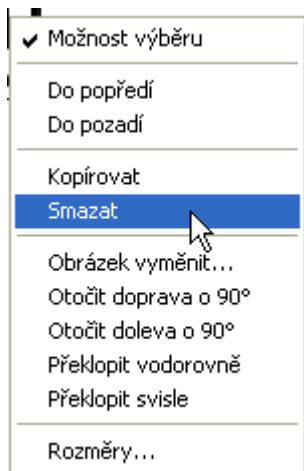 Možnost výběru
Do popředí
Do pozadí
Kopírovat
Smazat
Obrázek vyměnit...
Otočit doprava o 90°
Otočit doleva o 90°
Překlopit vodorovně
Překlopit svisle
Rozměry...